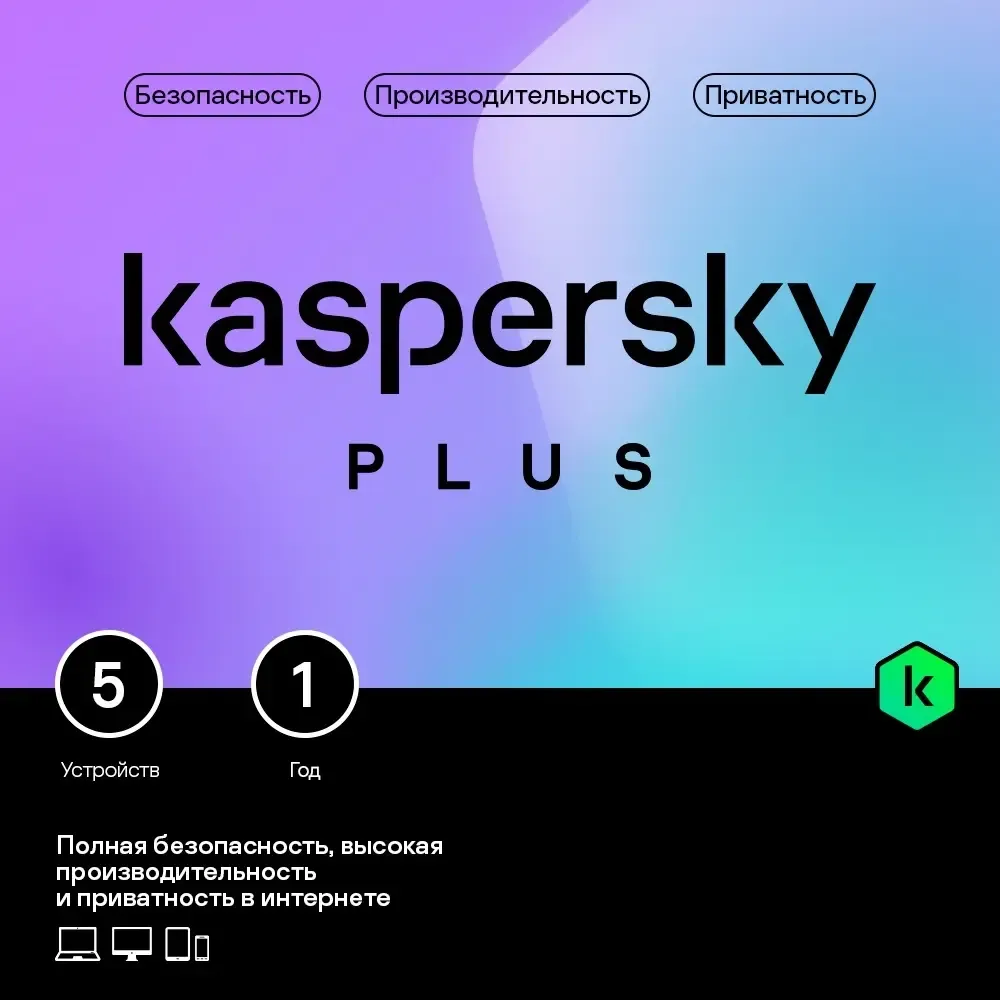 Безопасность Производительность Приватность
kaspersky
PLUS
5 1
Устройств Год
k
Полная безопасность, высокая
производительность
и приватность в интернете